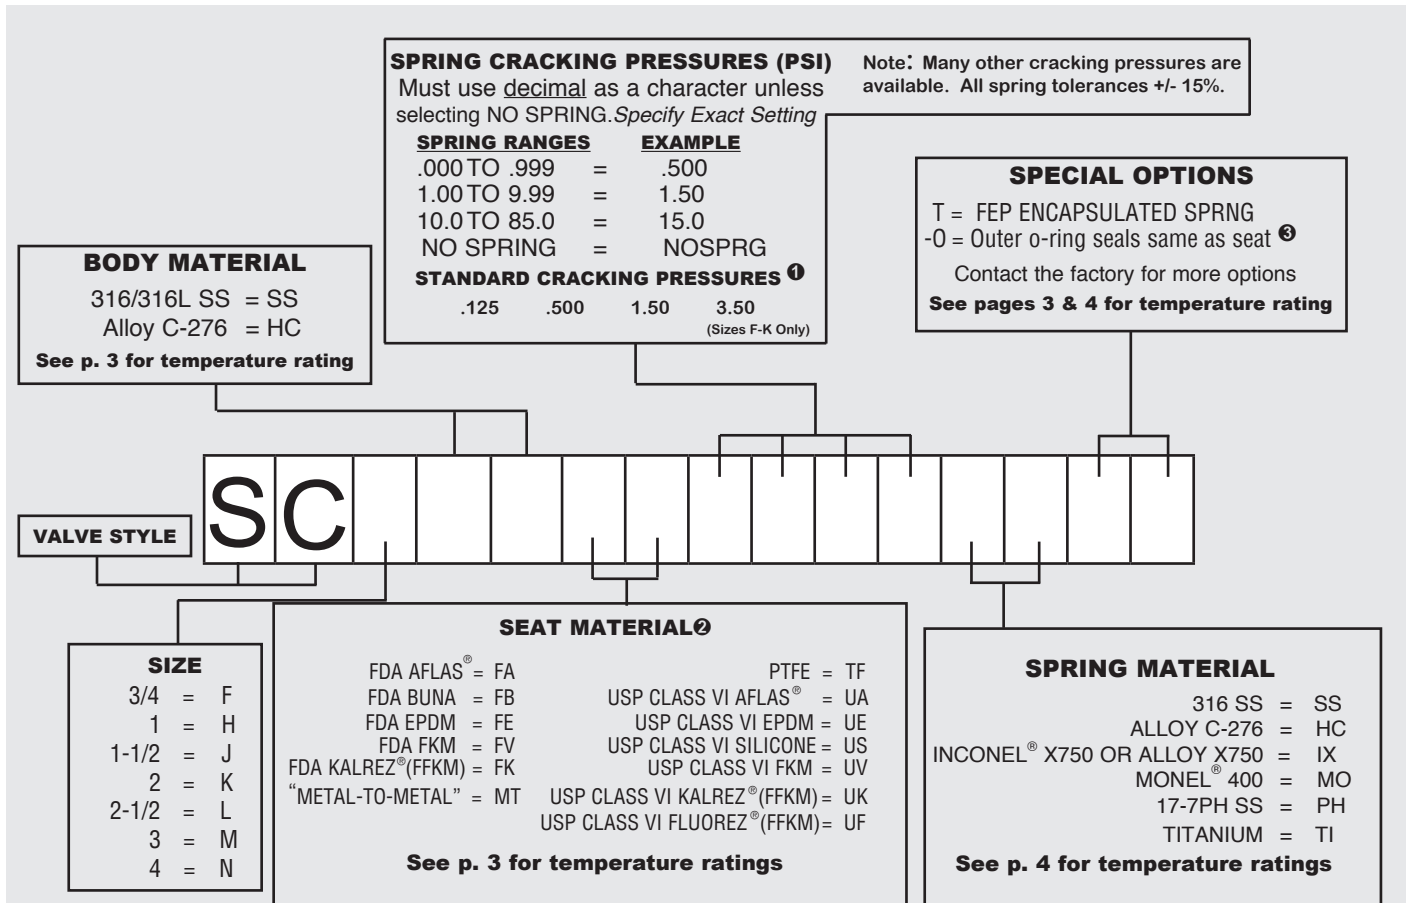 SPRING CRACKING PRESSURES (PSI)
Must use decimal as a character unless
selecting NO SPRING.Specify Exact Setting
SPRING RANGES EXAMPLE
.000 TO .999 = .500
1.00 TO 9.99 = 1.50
10.0 TO 85.0 = 15.0
NO SPRING = NOSPRG
STANDARD CRACKING PRESSURES ❶
.125 .500 1.50 3.50
(Sizes F-K Only)
Note: Many other cracking pressures are
available. All spring tolerances +/- 15%.
SPECIAL OPTIONS
T = FEP ENCAPSULATED SPRNG
-O = Outer o-ring seals same as seat ❸
Contact the factory for more options
See pages 3 & 4 for temperature rating
BODY MATERIAL
316/316L SS = SS
Alloy C-276 = HC
See p. 3 for temperature rating
S C
VALVE STYLE
SIZE
3/4 = F
1 = H
1-1/2 = J
2 = K
2-1/2 = L
3 = M
4 = N
SEAT MATERIAL❷
FDA AFLAS® = FA
FDA BUNA = FB
FDA EPDM = FE
FDA FKM = FV
FDA KALREZ®(FFKM) = FK
"METAL-TO-METAL" = MT
PTFE = TF
USP CLASS VI AFLAS® = UA
USP CLASS VI EPDM = UE
USP CLASS VI SILICONE = US
USP CLASS VI FKM = UV
USP CLASS VI KALREZ®(FFKM) = UK
USP CLASS VI FLUOREZ®(FFKM) = UF
See p. 3 for temperature ratings
SPRING MATERIAL
316 SS = SS
ALLOY C-276 = HC
INCONEL® X750 OR ALLOY X750 = IX
MONEL® 400 = MO
17-7PH SS = PH
TITANIUM = TI
See p. 4 for temperature ratings